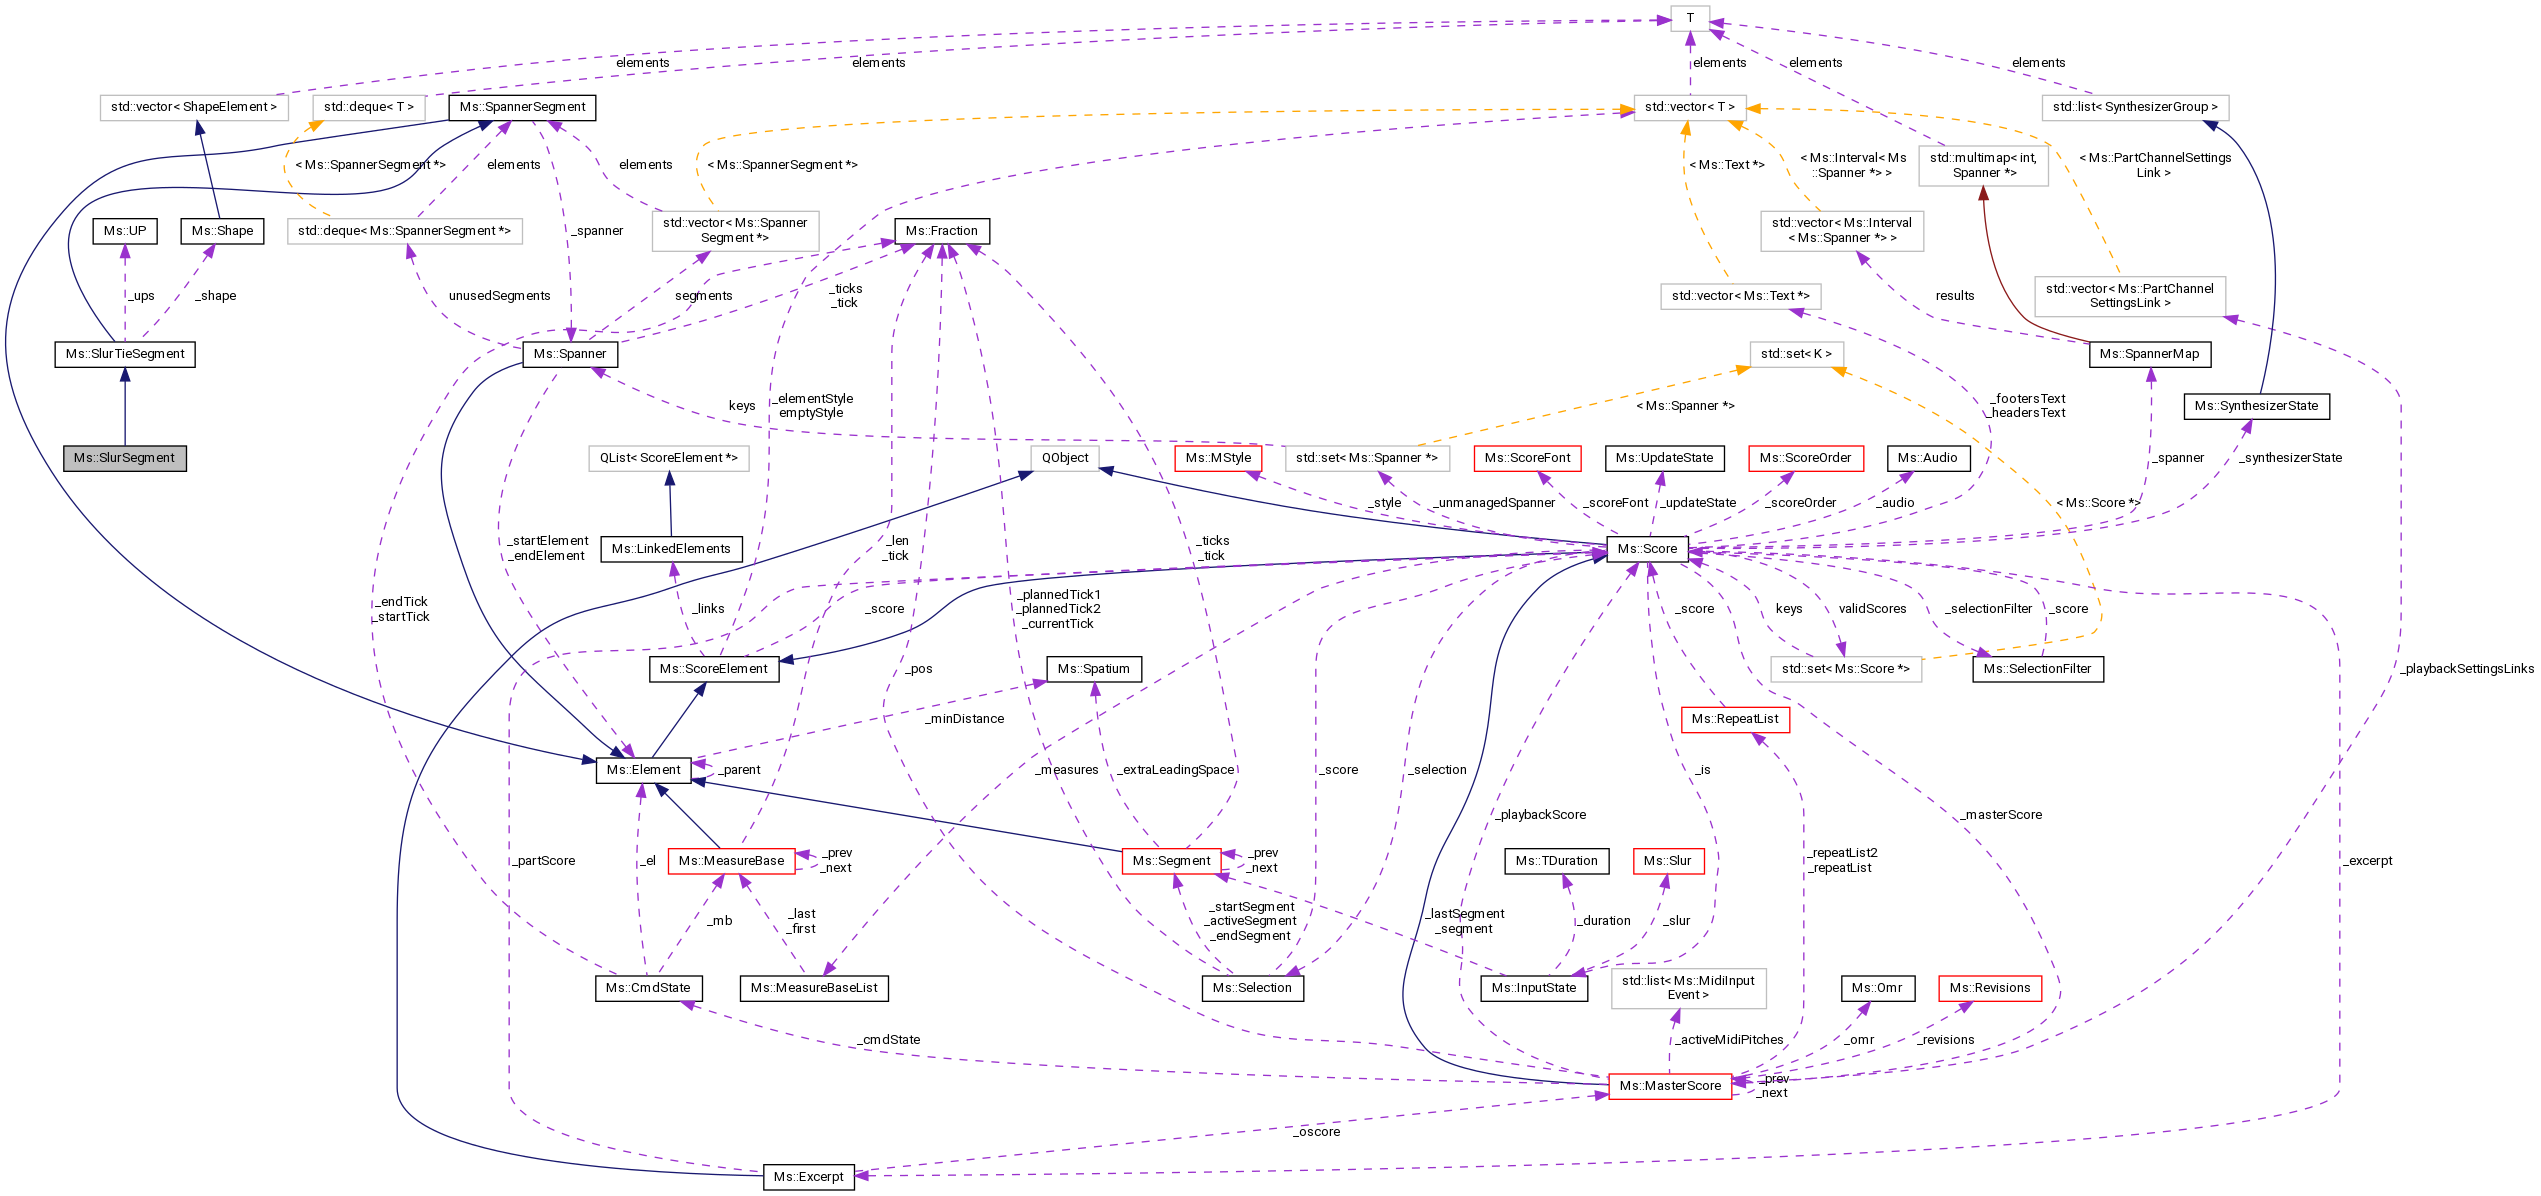 T
elements
elements
elements
elements
elements
std::vector< ShapeElement >
std::deque< T >
Ms::SpannerSegment
std::vector< T >
std::list< SynthesizerGroup >
< Ms::SpannerSegment *>
elements
elements
< Ms::SpannerSegment *>
< Ms::Text *>
< Ms::Interval< Ms
::Spanner *> >
std::multimap< int,
Spanner *>
< Ms::PartChannelSettings
Link >
Ms::UP
Ms::Shape
std::deque< Ms::SpannerSegment *>
_spanner
std::vector< Ms::Spanner
Segment *>
Ms::Fraction
std::vector< Ms::Interval
< Ms::Spanner *> >
_ups
_shape
unusedSegments
segments
_ticks
_tick
std::vector< Ms::Text *>
results
std::vector< Ms::PartChannel
SettingsLink >
Ms::SlurTieSegment
Ms::Spanner
std::set< K >
Ms::SpannerMap
keys
_elementStyle
emptyStyle
< Ms::Spanner *>
_footersText
_headersText
Ms::SynthesizerState
Ms::SlurSegment
QList< ScoreElement *>
QObject
Ms::MStyle
std::set< Ms::Spanner *>
Ms::ScoreFont
Ms::UpdateState
Ms::ScoreOrder
Ms::Audio
_spanner
_synthesizerState
_style
_unmanagedSpanner
_scoreFont
_updateState
_scoreOrder
_audio
< Ms::Score *>
_startElement
_endElement
Ms::LinkedElements
_len
_tick
_ticks
_tick
Ms::Score
_endTick
_startTick
_links
_score
_plannedTick1
_plannedTick2
_currentTick
_score
keys
validScores
_selectionFilter
_score
Ms::ScoreElement
_pos
Ms::Spatium
std::set< Ms::Score *>
Ms::SelectionFilter
_playbackSettingsLinks
_minDistance
Ms::RepeatList
Ms::Element
_parent
_measures
_extraLeadingSpace
_score
_selection
_is
_playbackScore
_masterScore
_partScore
_el
Ms::MeasureBase
_prev
_next
Ms::Segment
_prev
_next
Ms::TDuration
Ms::Slur
_repeatList2
_repeatList
_excerpt
_mb
_last
_first
_startSegment
_activeSegment
_endSegment
_lastSegment
_segment
_duration
_slur
Ms::CmdState
Ms::MeasureBaseList
Ms::Selection
Ms::InputState
std::list< Ms::MidiInput
Event >
Ms::Omr
Ms::Revisions
_cmdState
_activeMidiPitches
_omr
_revisions
Ms::MasterScore
_prev
_next
_oscore
Ms::Excerpt